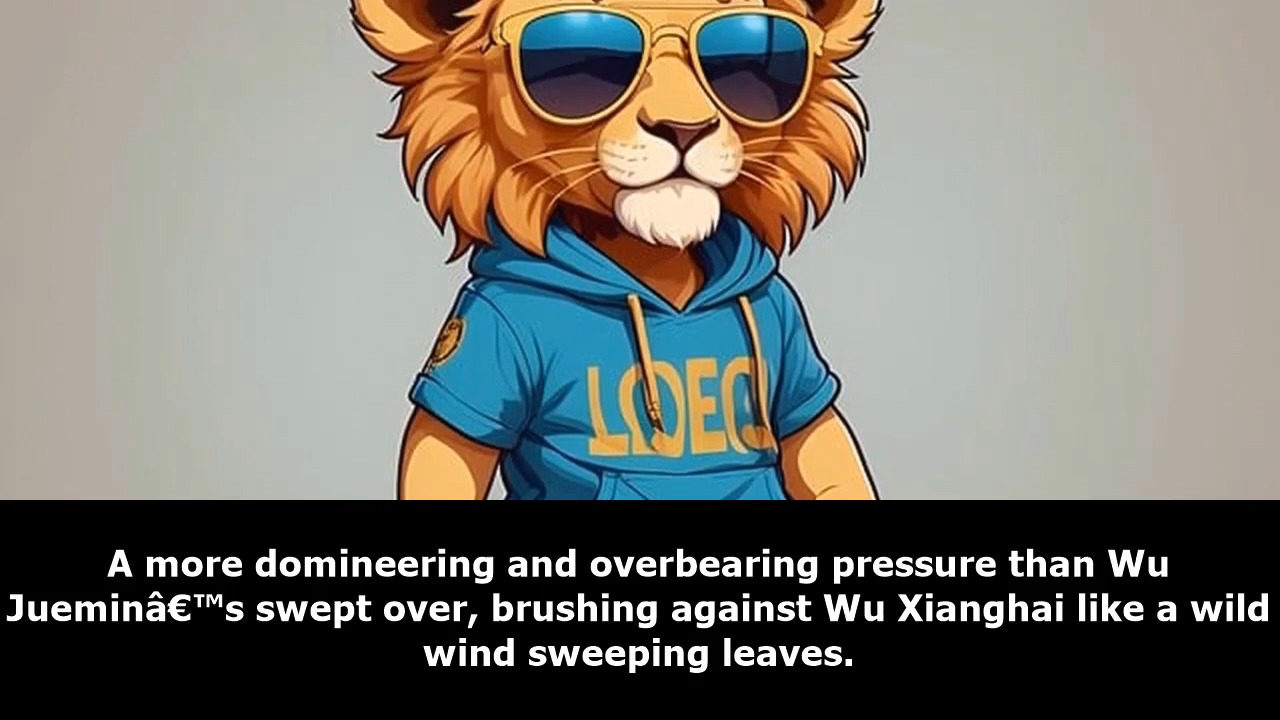 LOEG
A more domineering and overbearing pressure than Wu
Jueminâ€™s swept over, brushing against Wu Xianghai like a wild
wind sweeping leaves.